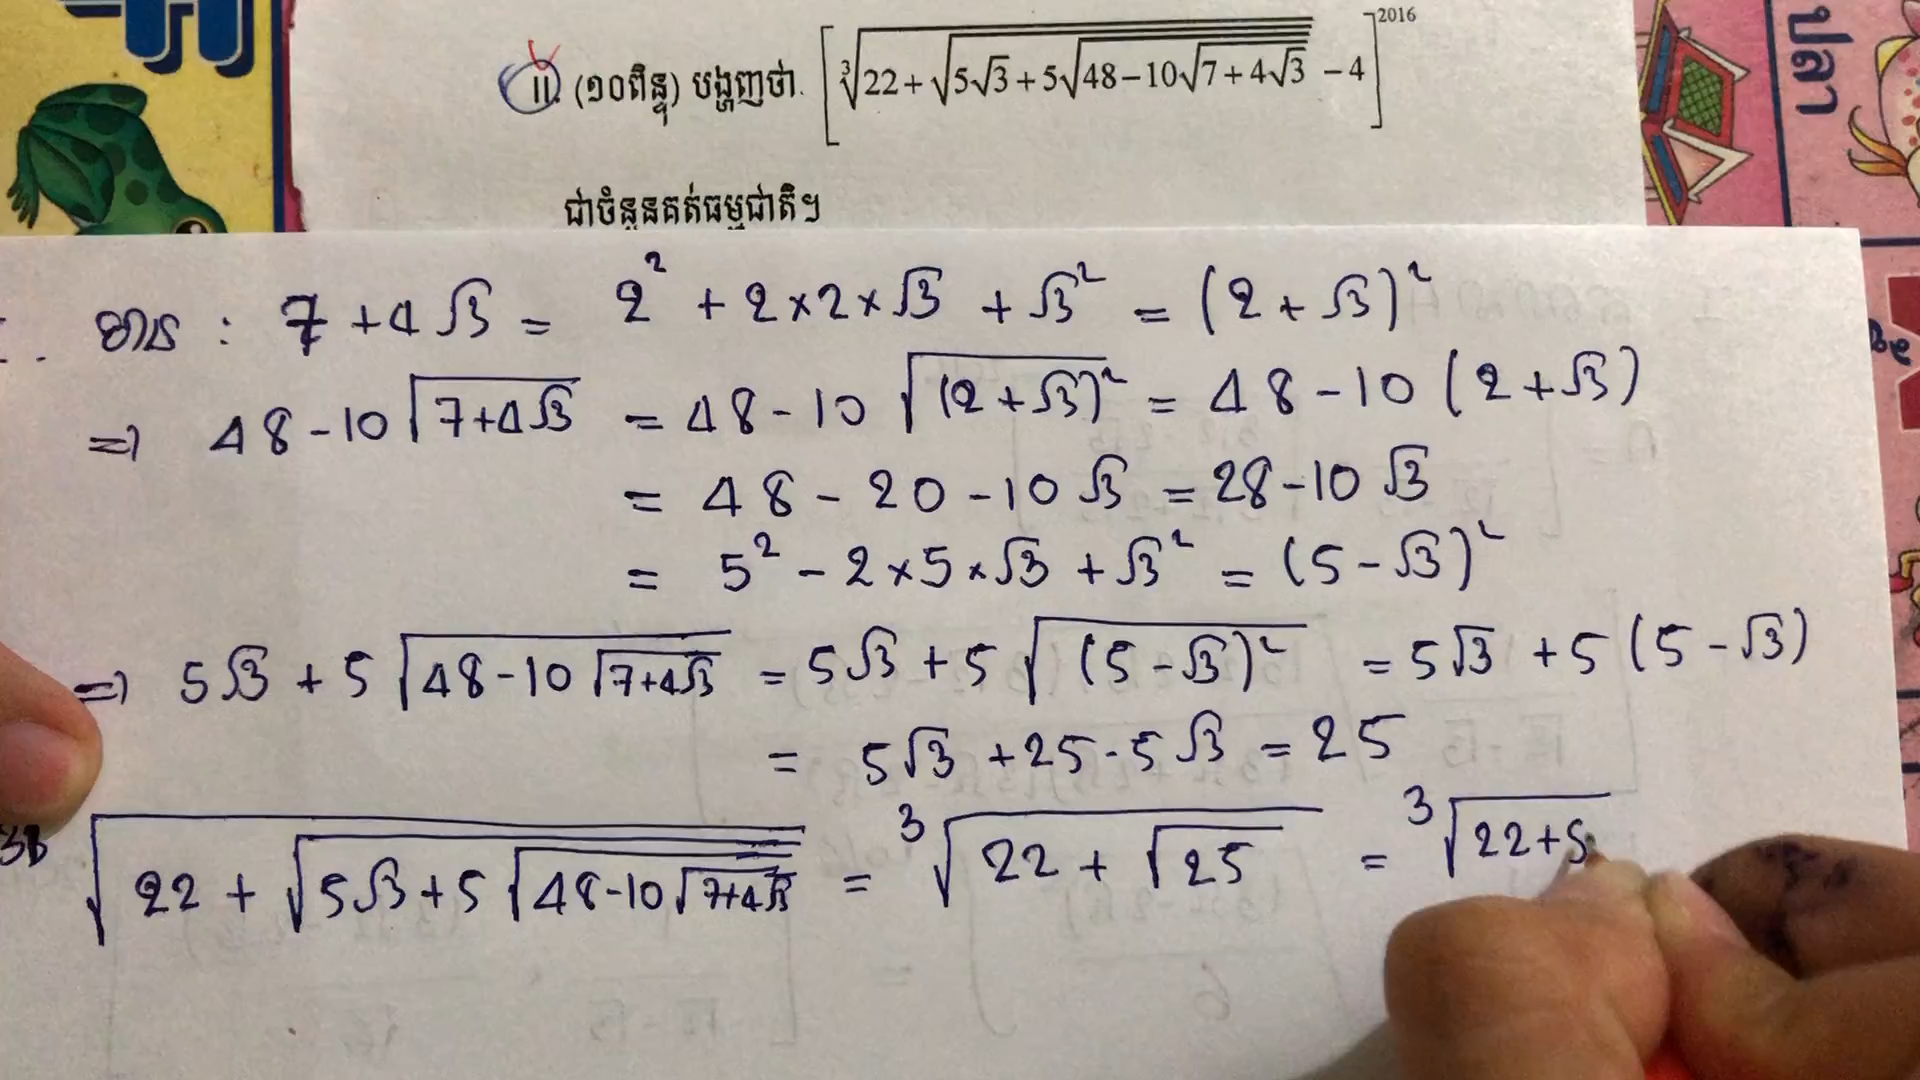 II. (១០ពិន្ទុ) បង្ហាញថា. [∛(22+√(5√3+5√(48−10√(7+4√3)))) −4]^2016
ជាចំនួនគត់ធម្មជាតិ។
ปลา
មាន : 7+4√3 = 2² + 2×2×√3 + √3² = (2+√3)²
⇒ 48−10√(7+4√3) = 48−10√((2+√3)²) = 48−10(2+√3)
= 48 − 20 −10√3 = 28−10√3
= 5² − 2×5×√3 + √3² = (5−√3)²
⇒ 5√3 + 5√(48−10√(7+4√3)) = 5√3+5√((5−√3)²) = 5√3 +5(5−√3)
= 5√3 +25-5√3 = 25
√(22 + √(5√3+5√(48−10√(7+4√3)))) = ∛(22 + √25) = ∛(22+5